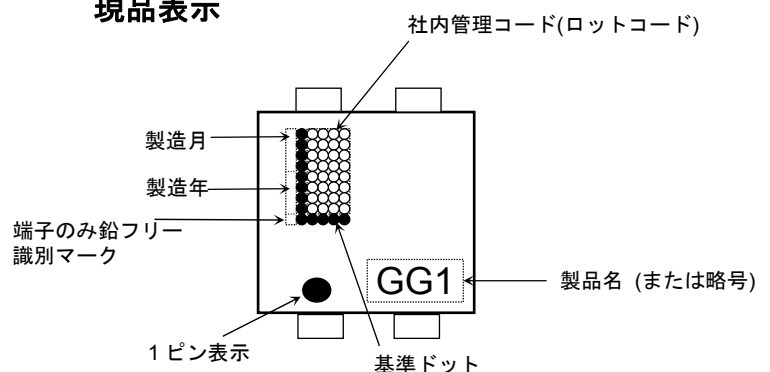 現品表示
社内管理コード(ロットコード)
製造月
製造年
端子のみ鉛フリー
識別マーク
GG1
製品名 (または略号)
1 ピン表示
基準ドット